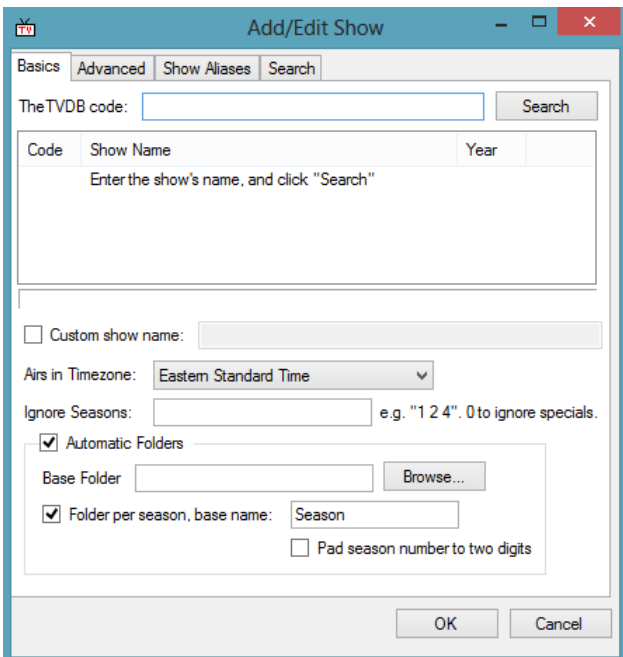 TV Add/Edit Show
Basics Advanced Show Aliases Search
TheTVDB code: Search
Code Show Name Year
Enter the show's name, and click "Search"
Custom show name:
Airs in Timezone: Eastern Standard Time
Ignore Seasons: e.g. "1 2 4". 0 to ignore specials.
Automatic Folders
Base Folder Browse...
Folder per season, base name: Season
Pad season number to two digits
OK Cancel